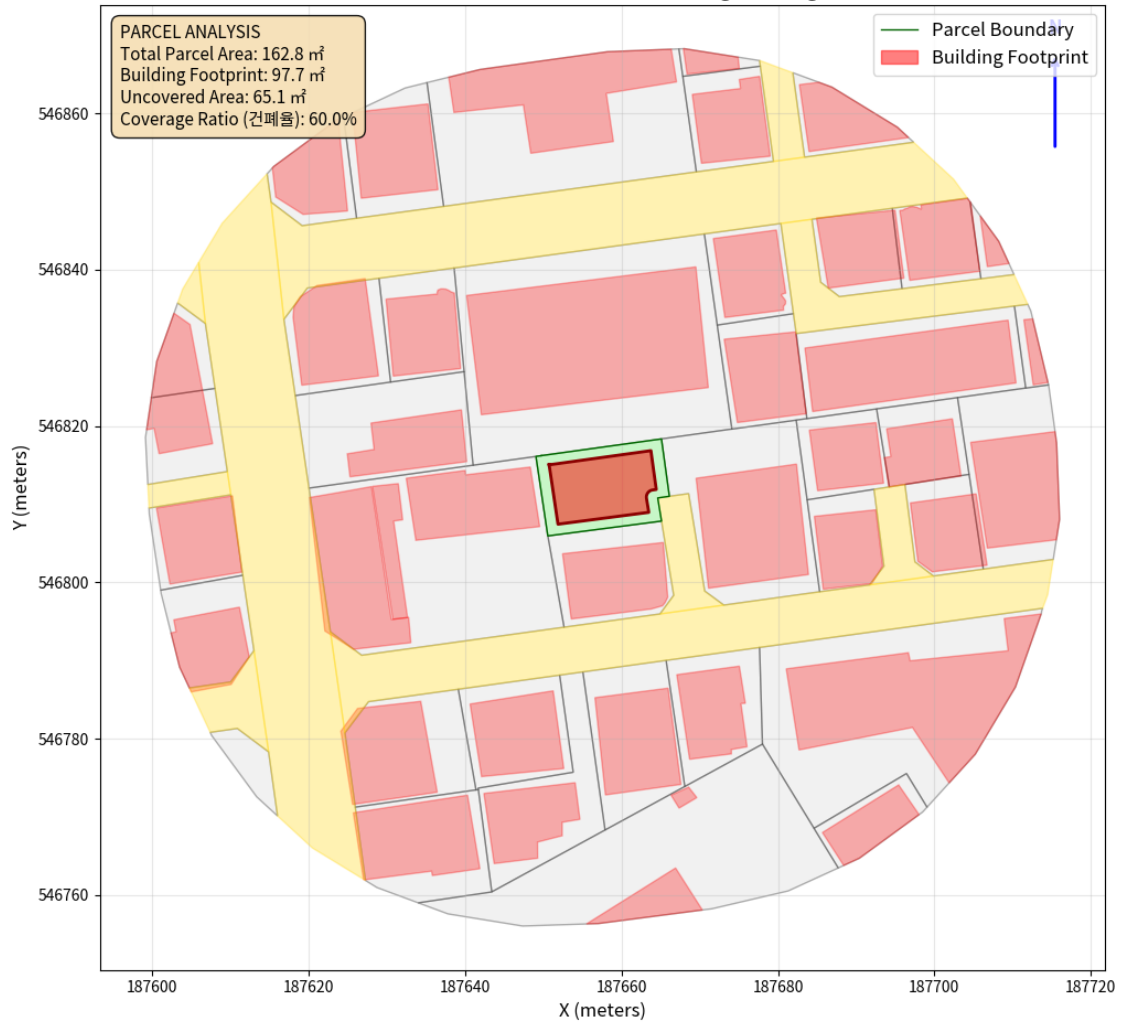 PARCEL ANALYSIS
Total Parcel Area: 162.8 ㎡
Building Footprint: 97.7 ㎡
Uncovered Area: 65.1 ㎡
Coverage Ratio (건폐율): 60.0%
Parcel Boundary
Building Footprint
N
546860
546840
546820
546800
546780
546760
Y (meters)
187600
187620
187640
187660
187680
187700
187720
X (meters)